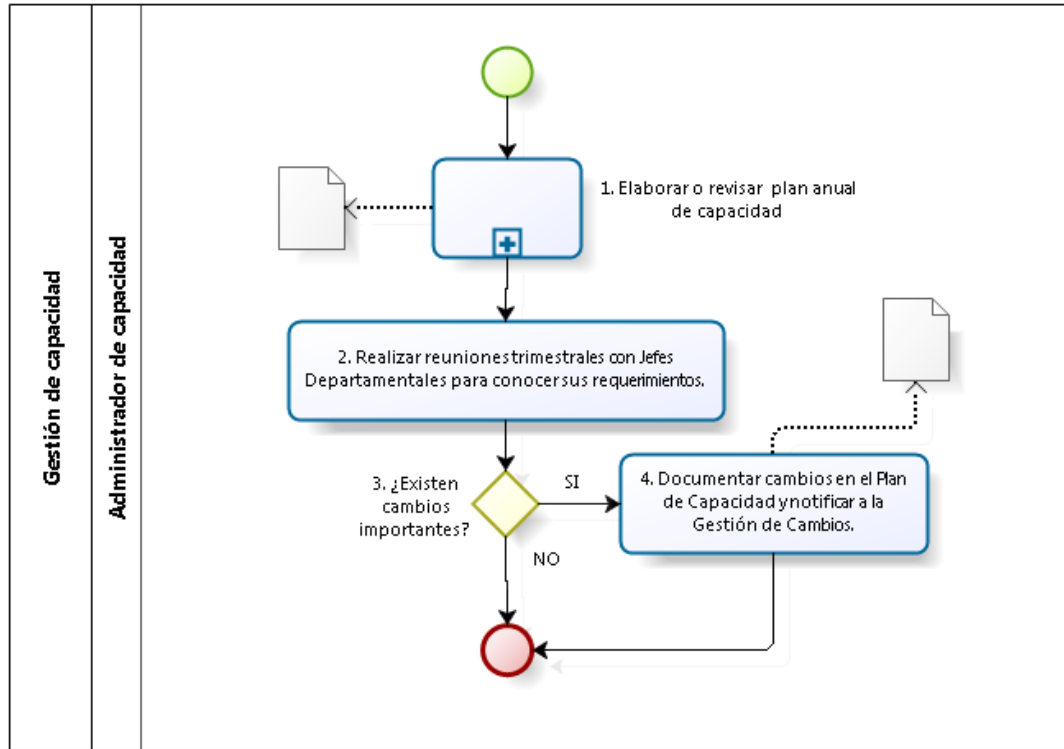 Gestión de capacidad
Administrador de capacidad
1. Elaborar o revisar plan anual
de capacidad
2. Realizar reuniones trimestrales con Jefes
Departamentales para conocer sus requerimientos.
3. ¿Existen
cambios
importantes?
SI
NO
4. Documentar cambios en el Plan
de Capacidad y notificar a la
Gestión de Cambios.